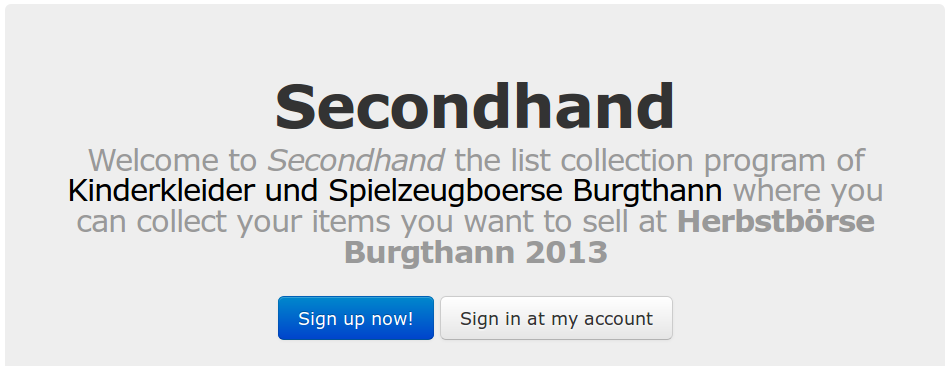 Secondhand
Welcome to Secondhand the list collection program of
Kinderkleider und Spielzeugboerse Burgthann where you
can collect your items you want to sell at Herbstbörse
Burgthann 2013
Sign up now! Sign in at my account